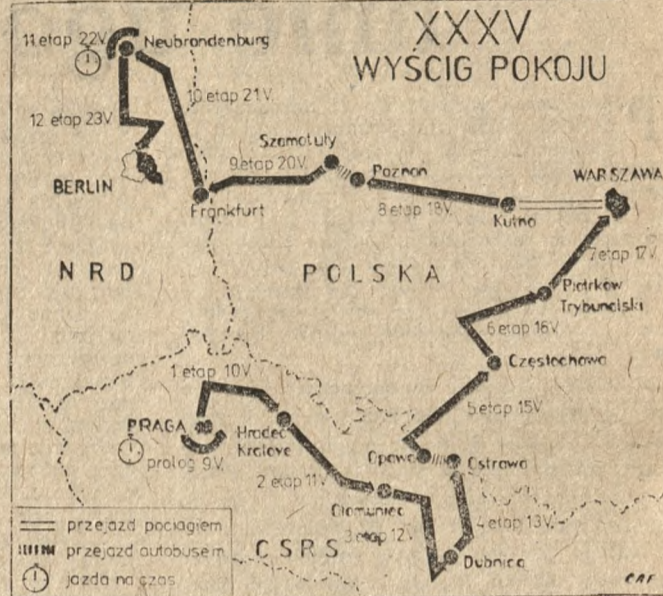 XXXV
WYŚCIG POKOJU
11 etap 22V.
Neubrandenburg
10.etap 21V.
12. etap 23V.
Szamotuły
9.etap 20V.
Poznań
WARSZAWA
BERLIN
Frankfurt
8 etap 18V.
Kutno
7 etap 17V.
NRD
POLSKA
Piotrków
Trybunalski
6 etap 16V.
1 etap 10V.
Częstochowa
5 etap 15V.
PRAGA
Hradec
Kralove
prolog 9V.
Opawa
Ostrawa
2 etap 11V.
Ołomuniec
3 etap 12V.
4 etap 13V.
Dubnica
CSRS
przejazd pociągiem
przejazd autobusem
jazda na czas
CAF